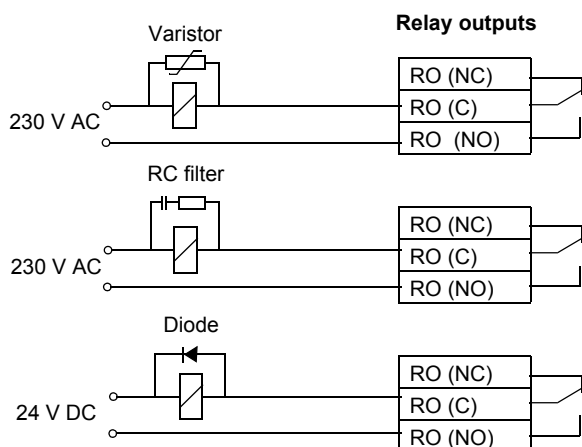 Relay outputs
Varistor
230 V AC
RO (NC)
RO (C)
RO (NO)
RC filter
230 V AC
RO (NC)
RO (C)
RO (NO)
Diode
24 V DC
RO (NC)
RO (C)
RO (NO)